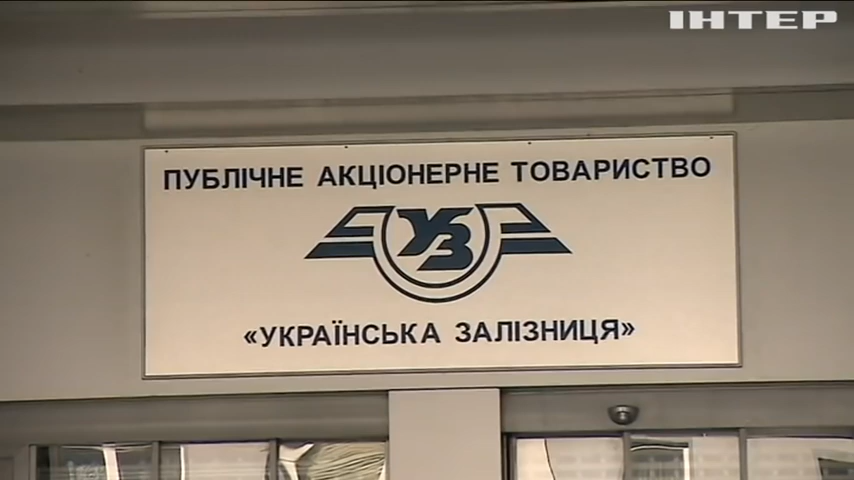 ІНТЕР
ПУБЛІЧНЕ АКЦІОНЕРНЕ ТОВАРИСТВО
УЗ
«УКРАЇНСЬКА ЗАЛІЗНИЦЯ»